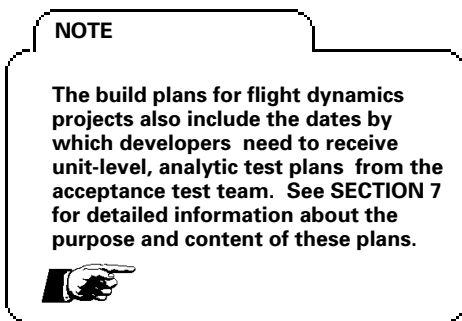 NOTE
The build plans for flight dynamics
projects also include the dates by
which developers need to receive
unit-level, analytic test plans from the
acceptance test team. See SECTION 7
for detailed information about the
purpose and content of these plans.